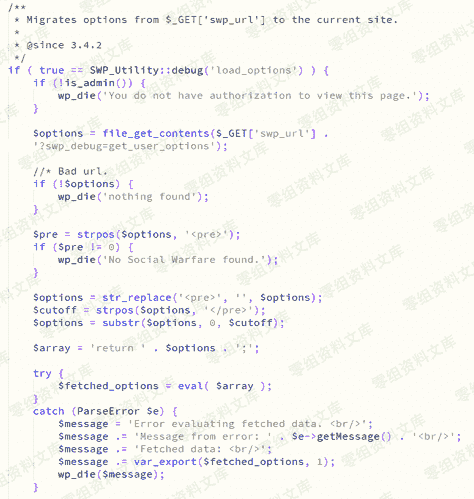 /**
* Migrates options from $_GET['swp_url'] to the current site.
*
* @since 3.4.2
*/
if ( true == SWP_Utility::debug('load_options') ) {
if (!is_admin()) {
wp_die('You do not have authorization to view this page.');
}
$options = file_get_contents($_GET['swp_url'] .
'?swp_debug=get_user_options');
//* Bad url.
if (!$options) {
wp_die('nothing found');
}
$pre = strpos($options, '<pre>');
if ($pre != 0) {
wp_die('No Social Warfare found.');
}
$options = str_replace('<pre>', '', $options);
$cutoff = strpos($options, '</pre>');
$options = substr($options, 0, $cutoff);
$array = 'return ' . $options . ';';
try {
$fetched_options = eval( $array );
}
catch (ParseError $e) {
$message = 'Error evaluating fetched data. <br/>';
$message .= 'Message from error: ' . $e->getMessage() . '<br/>';
$message .= 'Fetched data: <br/>';
$message .= var_export($fetched_options, 1);
wp_die($message);
}
零组资料文库